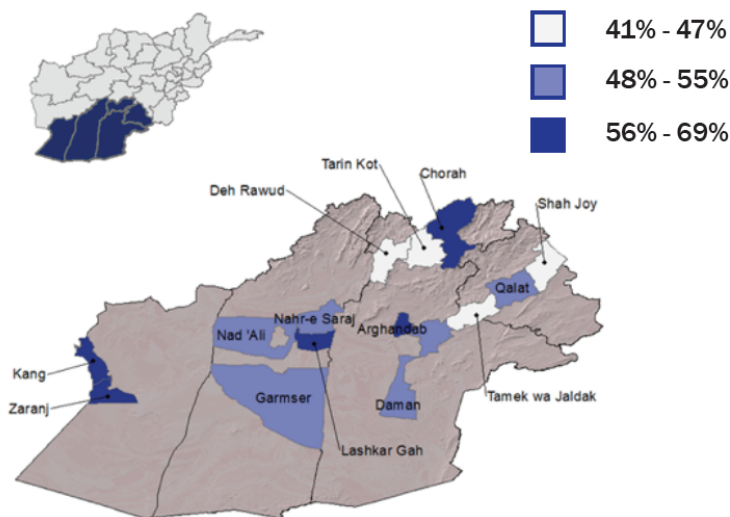 41% - 47%
48% - 55%
56% - 69%
Tarin Kot
Chorah
Deh Rawud
Shah Joy
Qalat
Nahr-e Saraj
Nad 'Ali
Arghandab
Kang
Garmser
Tamek wa Jaldak
Daman
Zaranj
Lashkar Gah